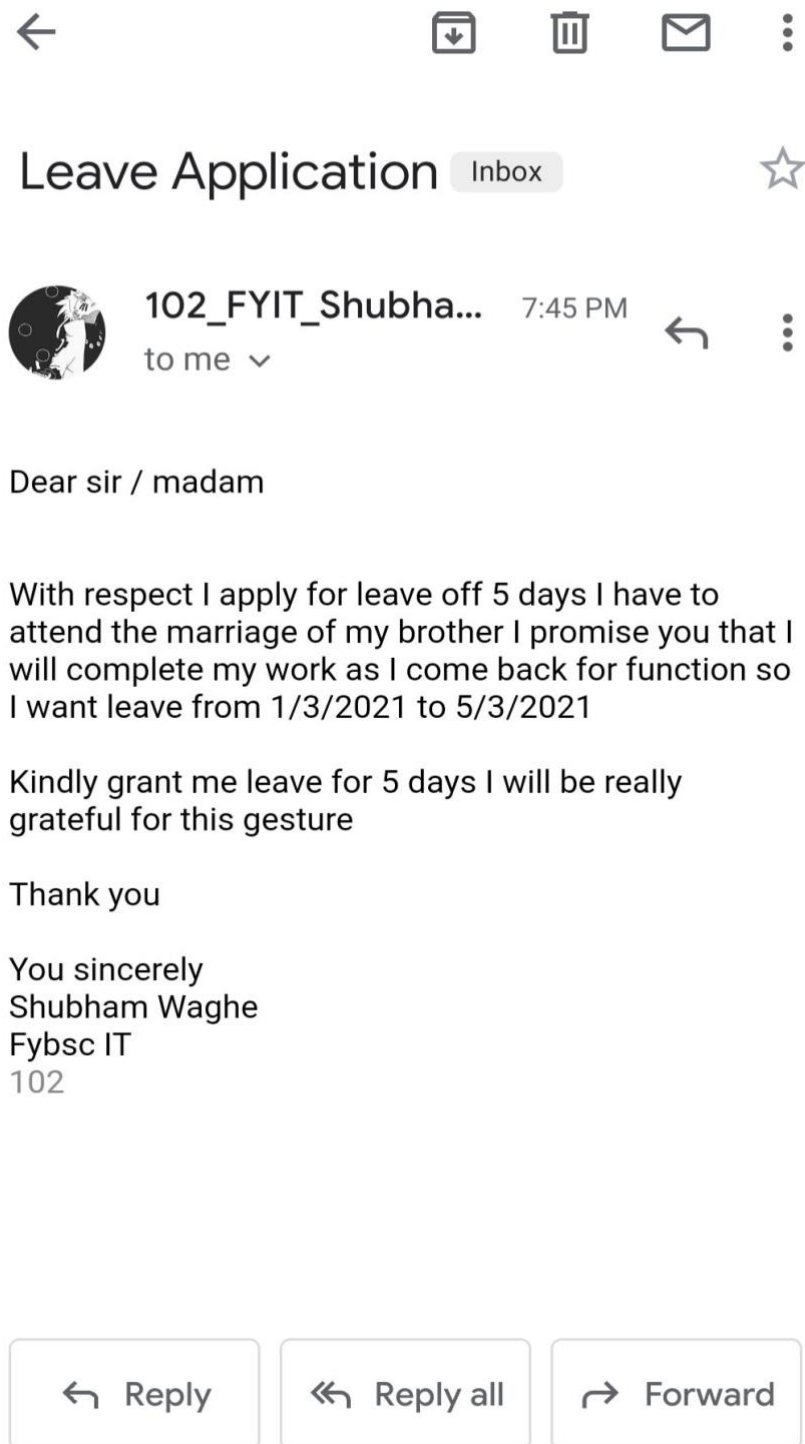 Leave Application Inbox
102_FYIT_Shubha... 7:45 PM
to me
Dear sir / madam
With respect I apply for leave off 5 days I have to
attend the marriage of my brother I promise you that I
will complete my work as I come back for function so
I want leave from 1/3/2021 to 5/3/2021
Kindly grant me leave for 5 days I will be really
grateful for this gesture
Thank you
You sincerely
Shubham Waghe
Fybsc IT
102
Reply Reply all Forward